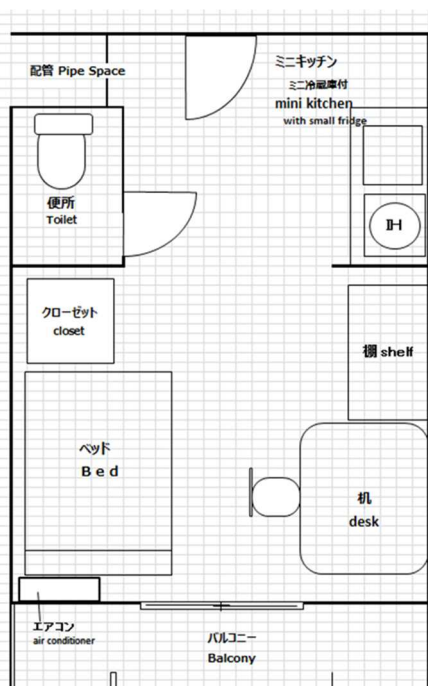 配管 Pipe Space
ミニキッチン
ミニ冷蔵庫付
mini kitchen
with small fridge
便所
Toilet
IH
クローゼット
closet
棚 shelf
ベッド
Bed
机
desk
エアコン
air conditioner
バルコニー
Balcony